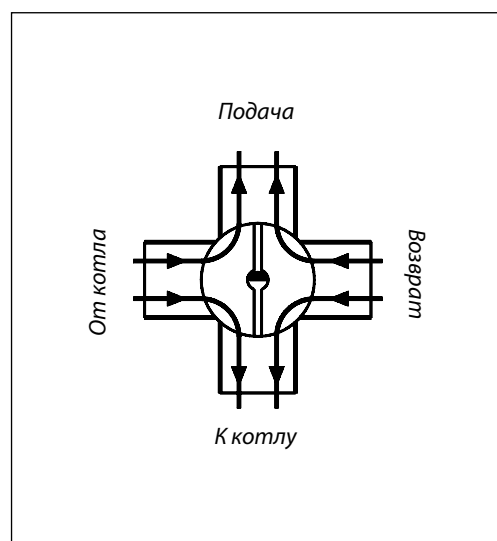 Подача
От котла
Возврат
К котлу